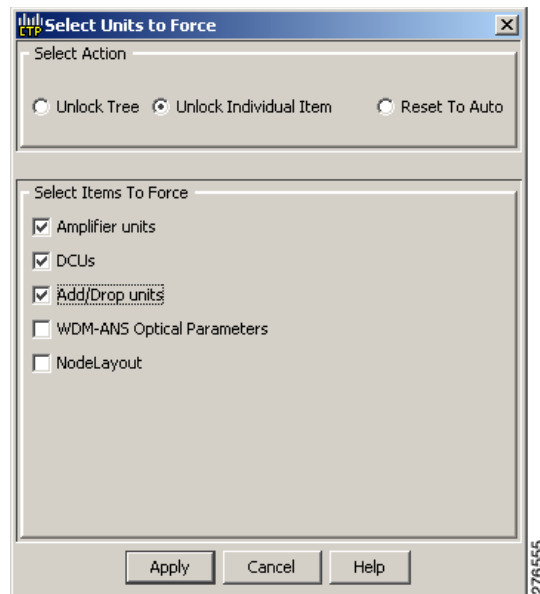 CTP Select Units to Force
Select Action
Unlock Tree Unlock Individual Item Reset To Auto
Select Items To Force
Amplifier units
DCUs
Add/Drop units
WDM-ANS Optical Parameters
NodeLayout
Apply Cancel Help
276555